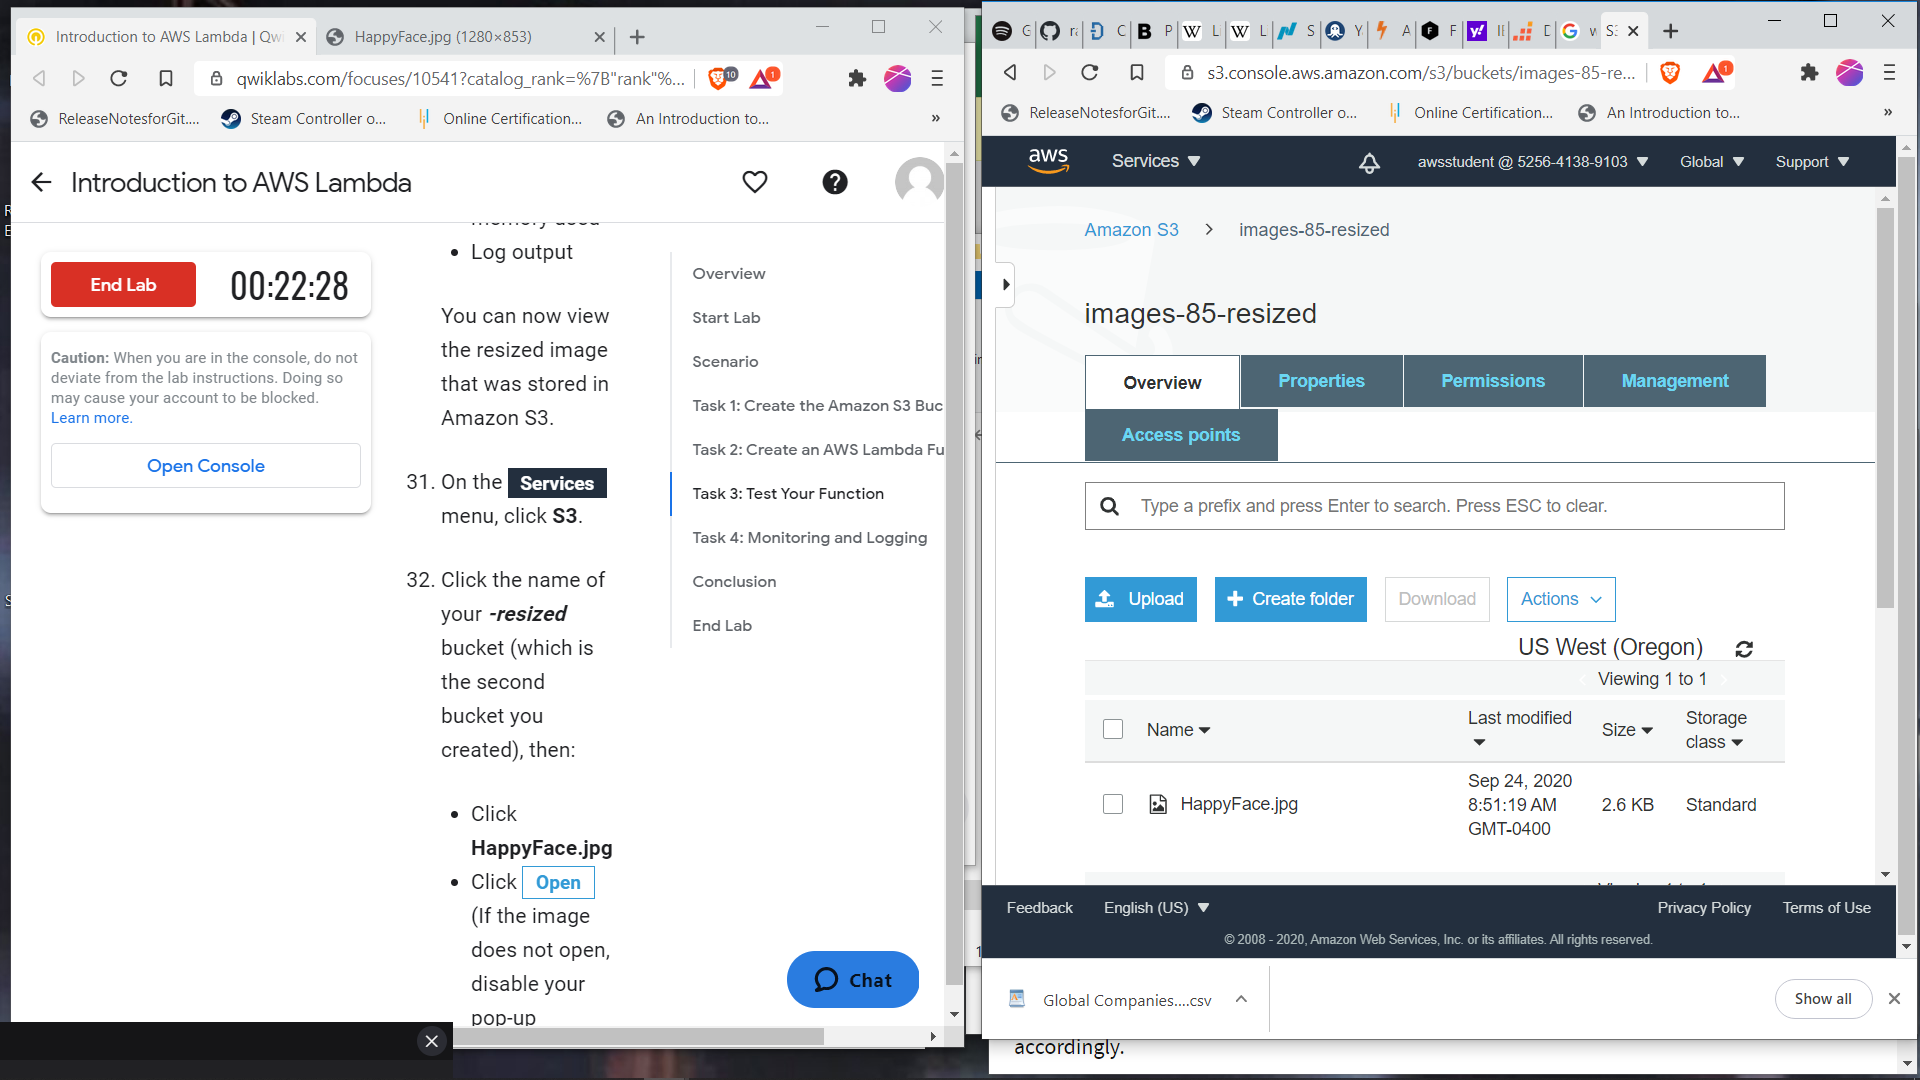 Introduction to AWS Lambda | Qwi
HappyFace.jpg (1280×853)
qwiklabs.com/focuses/10541?catalog_rank=%7B"rank"%...
10
1
ReleaseNotesforGit....
Steam Controller o...
Online Certification...
An Introduction to...
»
Introduction to AWS Lambda
End Lab
00:22:28
Caution: When you are in the console, do not
deviate from the lab instructions. Doing so
may cause your account to be blocked.
Learn more.
Open Console
memory used
• Log output
You can now view
the resized image
that was stored in
Amazon S3.
31. On the Services
menu, click S3.
32. Click the name of
your -resized
bucket (which is
the second
bucket you
created), then:
• Click
HappyFace.jpg
• Click Open
(If the image
does not open,
disable your
pop-up
Overview
Start Lab
Scenario
Task 1: Create the Amazon S3 Buc
Task 2: Create an AWS Lambda Fu
Task 3: Test Your Function
Task 4: Monitoring and Logging
Conclusion
End Lab
Chat
s3.console.aws.amazon.com/s3/buckets/images-85-re...
1
ReleaseNotesforGit....
Steam Controller o...
Online Certification...
An Introduction to...
»
aws
Services
awsstudent @ 5256-4138-9103
Global
Support
Amazon S3 > images-85-resized
images-85-resized
Overview
Properties
Permissions
Management
Access points
Type a prefix and press Enter to search. Press ESC to clear.
Upload
+ Create folder
Download
Actions
US West (Oregon)
Viewing 1 to 1
Name
Last modified
Size
Storage
class
HappyFace.jpg
Sep 24, 2020
8:51:19 AM
GMT-0400
2.6 KB
Standard
Feedback
English (US)
Privacy Policy
Terms of Use
© 2008 - 2020, Amazon Web Services, Inc. or its affiliates. All rights reserved.
Global Companies....csv
Show all
accordingly.